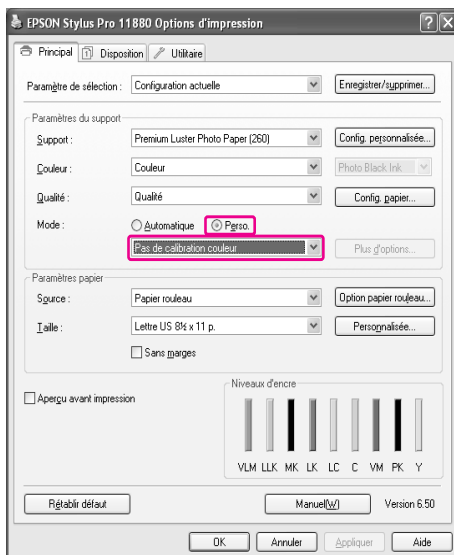 EPSON Stylus Pro 11880 Options d'impression
Principal Disposition Utilitaire
Paramètre de sélection : Configuration actuelle Enregistrer/supprimer...
Paramètres du support
Support : Premium Luster Photo Paper (260) Config. personnalisée...
Couleur : Couleur Photo Black Ink
Qualité : Qualité Config. papier...
Mode : Automatique Perso.
Pas de calibration couleur Plus d'options...
Paramètres papier
Source : Papier rouleau Option papier rouleau...
Taille : Lettre US 8½ x 11 p. Personnalisée...
Sans marges
Aperçu avant impression Niveaux d'encre
VLM LLK MK LK LC C VM PK Y
Rétablir défaut Manuel(W) Version 6.50
OK Annuler Appliquer Aide